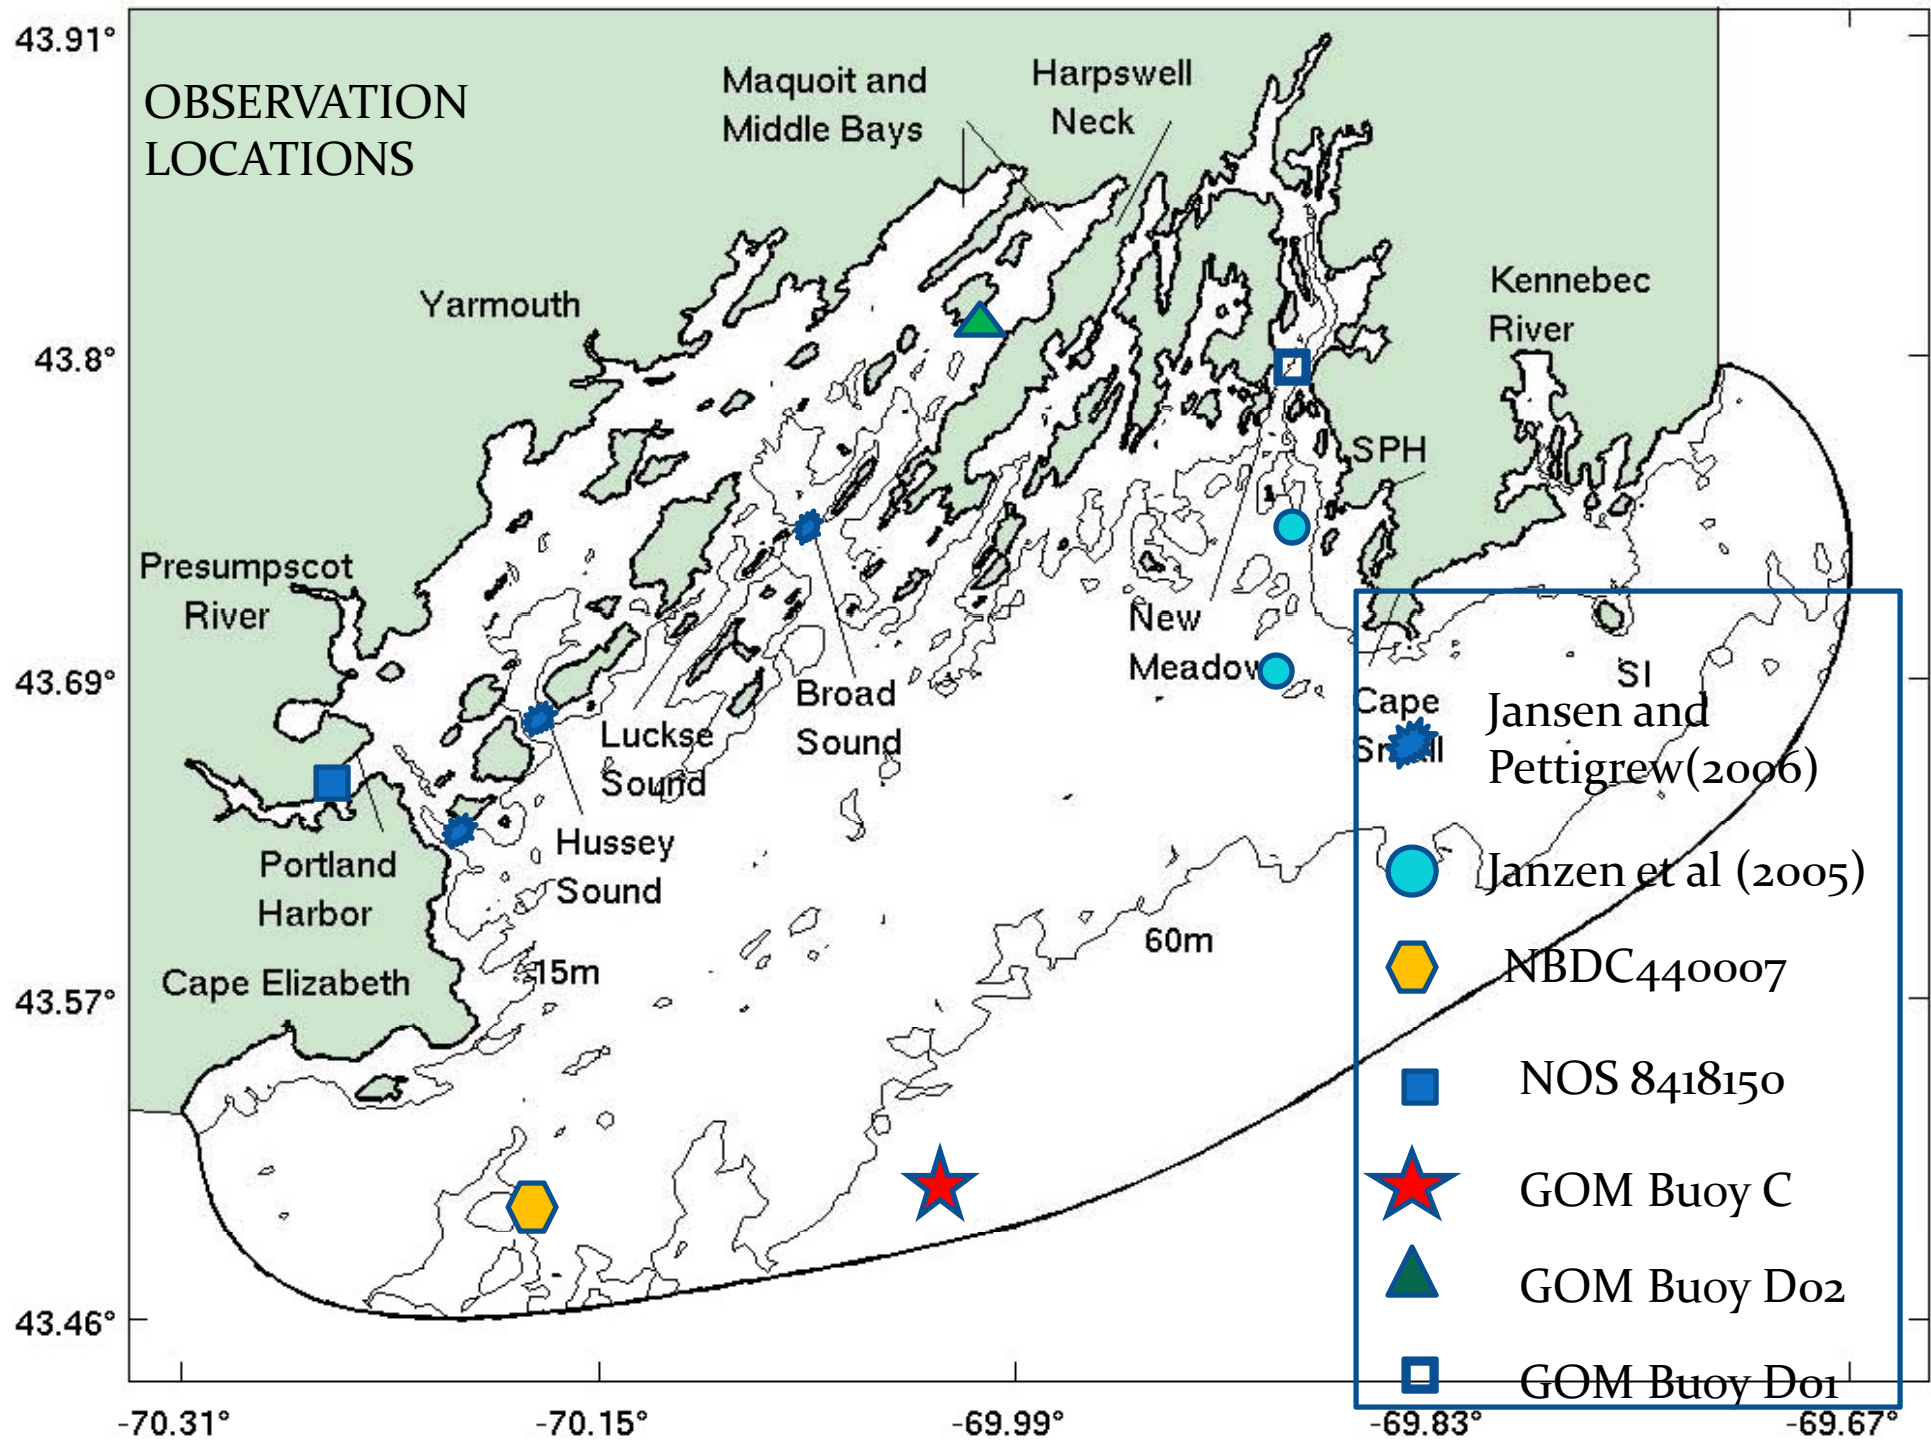 43.91°
OBSERVATION
LOCATIONS
Maquoit and
Middle Bays
Harpswell
Neck
Yarmouth
Kennebec
River
43.8°
SPH
Presumpscot
River
New
Meadow
43.69°
SI
Broad
Sound
Cape
Small
Luckse
Sound
Jansen and
Pettigrew(2006)
Hussey
Sound
Portland
Harbor
Janzen et al (2005)
60m
15m
Cape Elizabeth
NBDC440007
43.57°
NOS 8418150
GOM Buoy C
GOM Buoy D02
43.46°
GOM Buoy D01
-70.31°
-70.15°
-69.99°
-69.83°
-69.67°